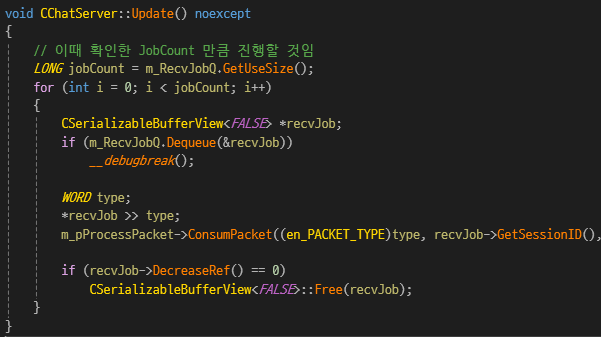 void CChatServer::Update() noexcept
{
// 이때 확인한 JobCount 만큼 진행할 것임
LONG jobCount = m_RecvJobQ.GetUseSize();
for (int i = 0; i < jobCount; i++)
{
CSerializableBufferView<FALSE> *recvJob;
if (m_RecvJobQ.Dequeue(&recvJob))
__debugbreak();
WORD type;
*recvJob >> type;
m_pProcessPacket->ConsumPacket((en_PACKET_TYPE)type, recvJob->GetSessionID(),
if (recvJob->DecreaseRef() == 0)
CSerializableBufferView<FALSE>::Free(recvJob);
}
}